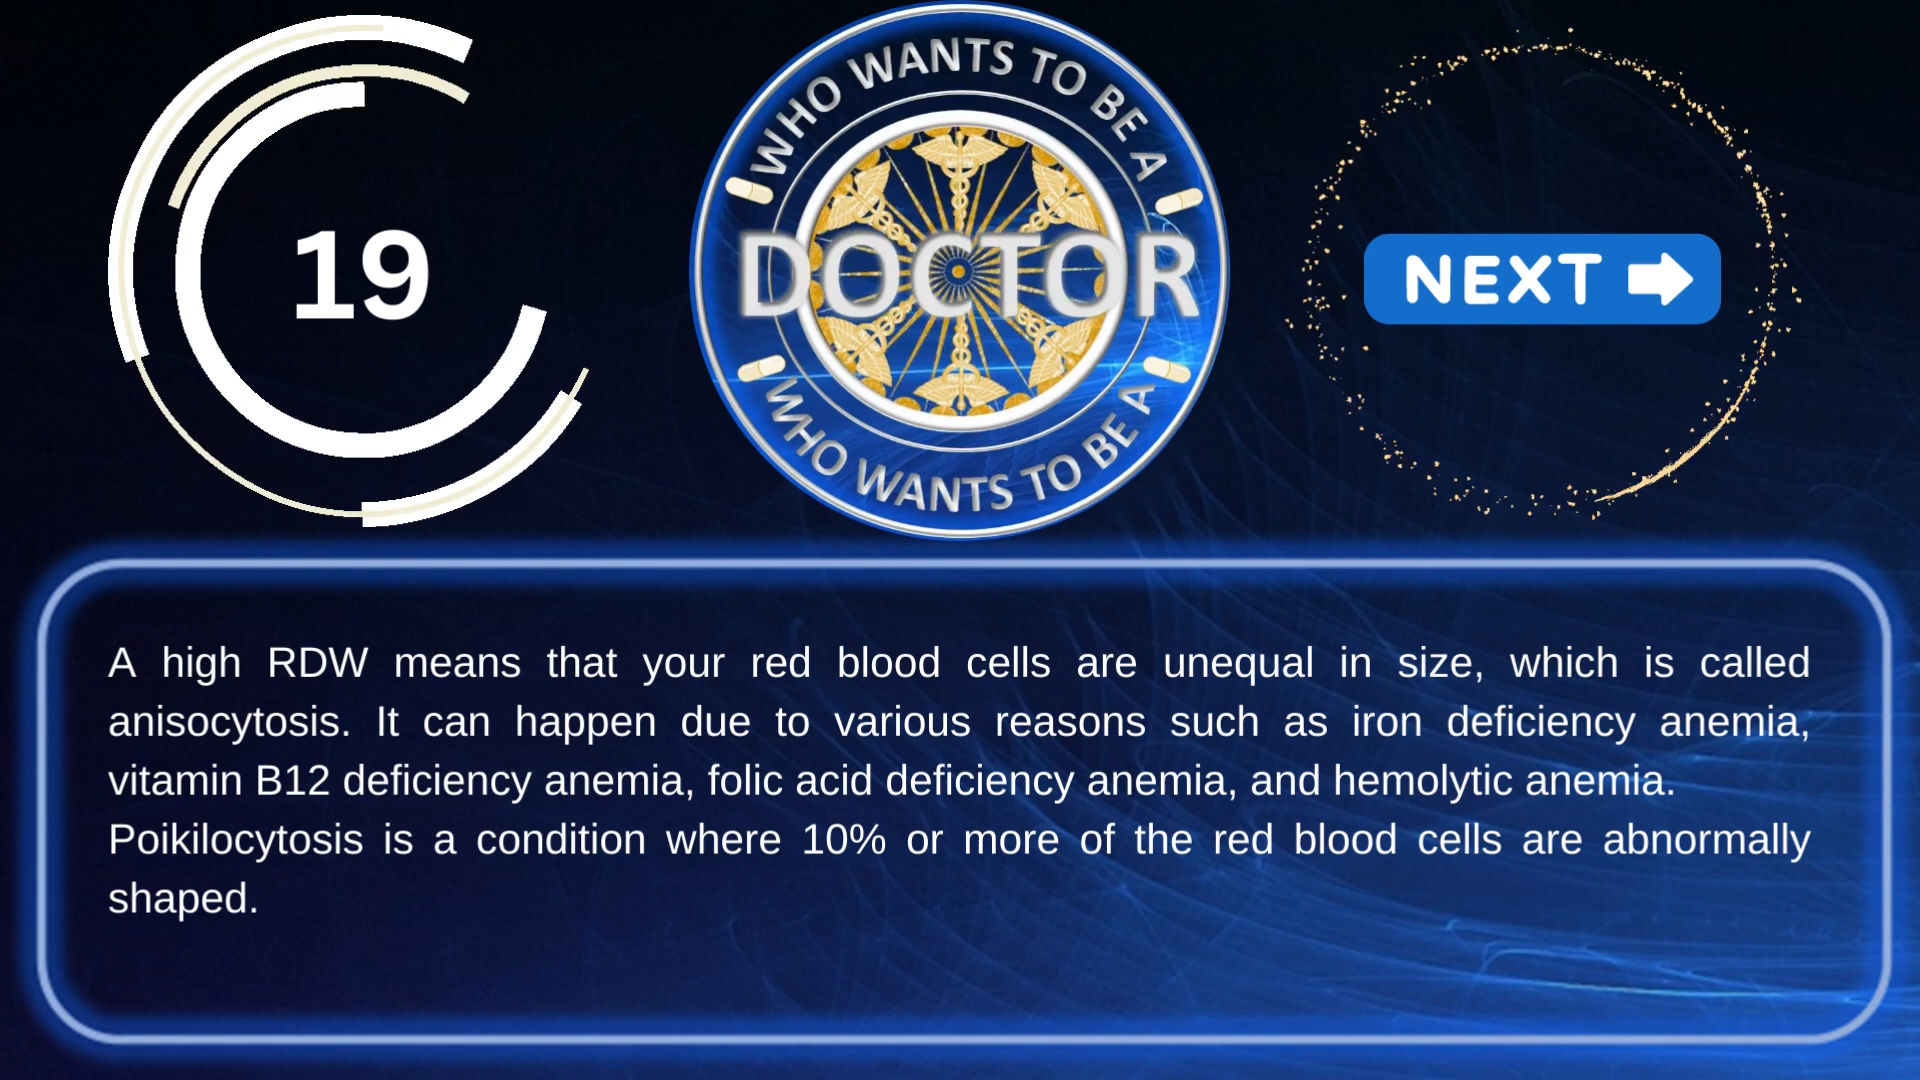 19
WHO WANTS TO BE A
DOCTOR
WHO WANTS TO BE A
NEXT
A high RDW means that your red blood cells are unequal in size, which is called
anisocytosis. It can happen due to various reasons such as iron deficiency anemia,
vitamin B12 deficiency anemia, folic acid deficiency anemia, and hemolytic anemia.
Poikilocytosis is a condition where 10% or more of the red blood cells are abnormally
shaped.